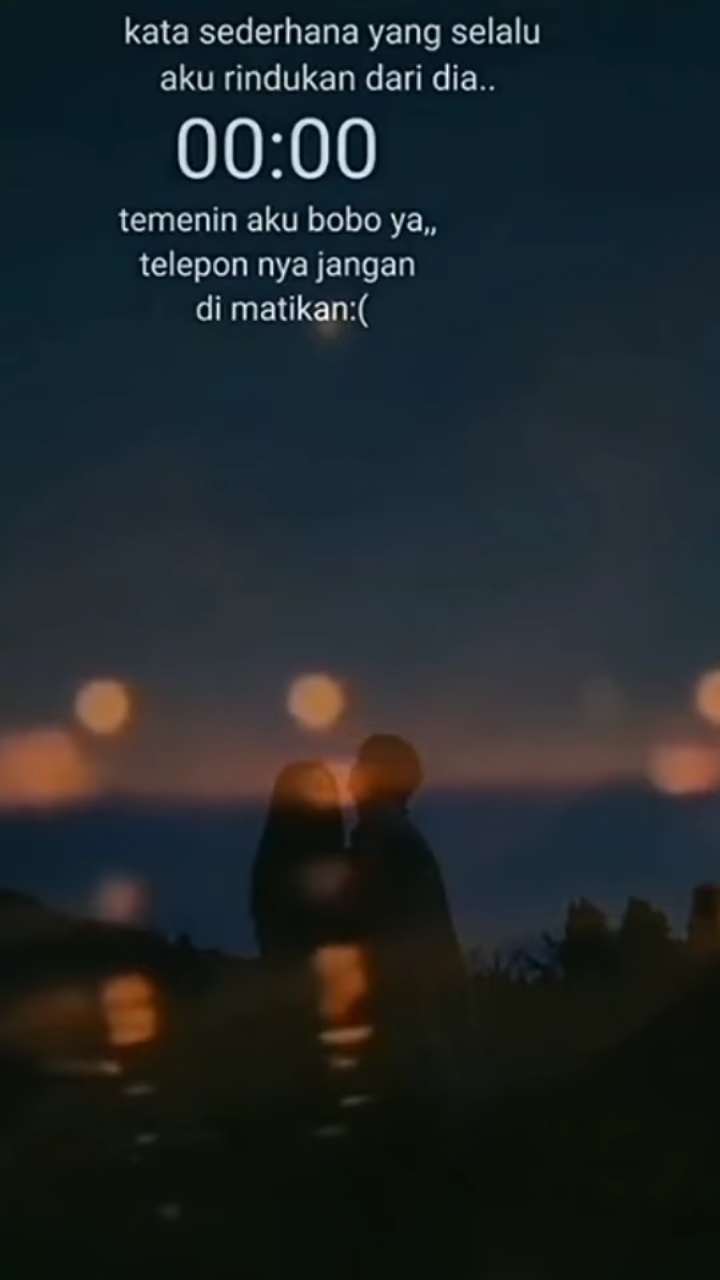 kata sederhana yang selalu
aku rindukan dari dia..
00:00
temenin aku bobo ya,,
telepon nya jangan
di matikan:(